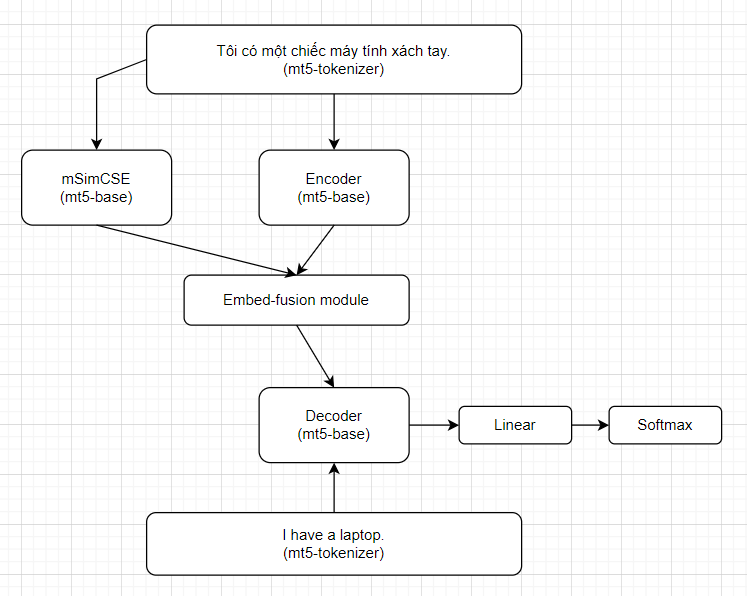 Tôi có một chiếc máy tính xách tay.
(mt5-tokenizer)
mSimCSE
(mt5-base)
Encoder
(mt5-base)
Embed-fusion module
Decoder
(mt5-base)
Linear
Softmax
I have a laptop.
(mt5-tokenizer)